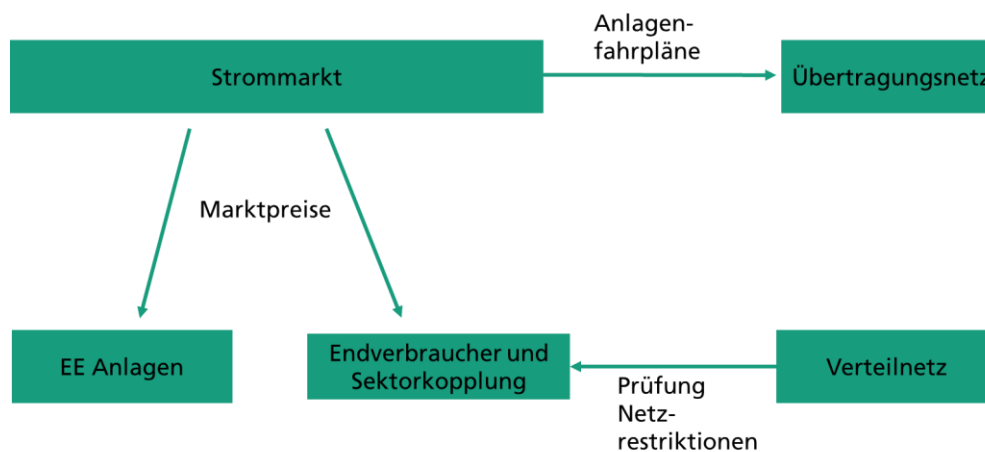 Anlagen-
fahrpläne
Strommarkt
Übertragungsnetz
Marktpreise
EE Anlagen
Endverbraucher und
Sektorkopplung
Verteilnetz
Prüfung
Netz-
restriktionen